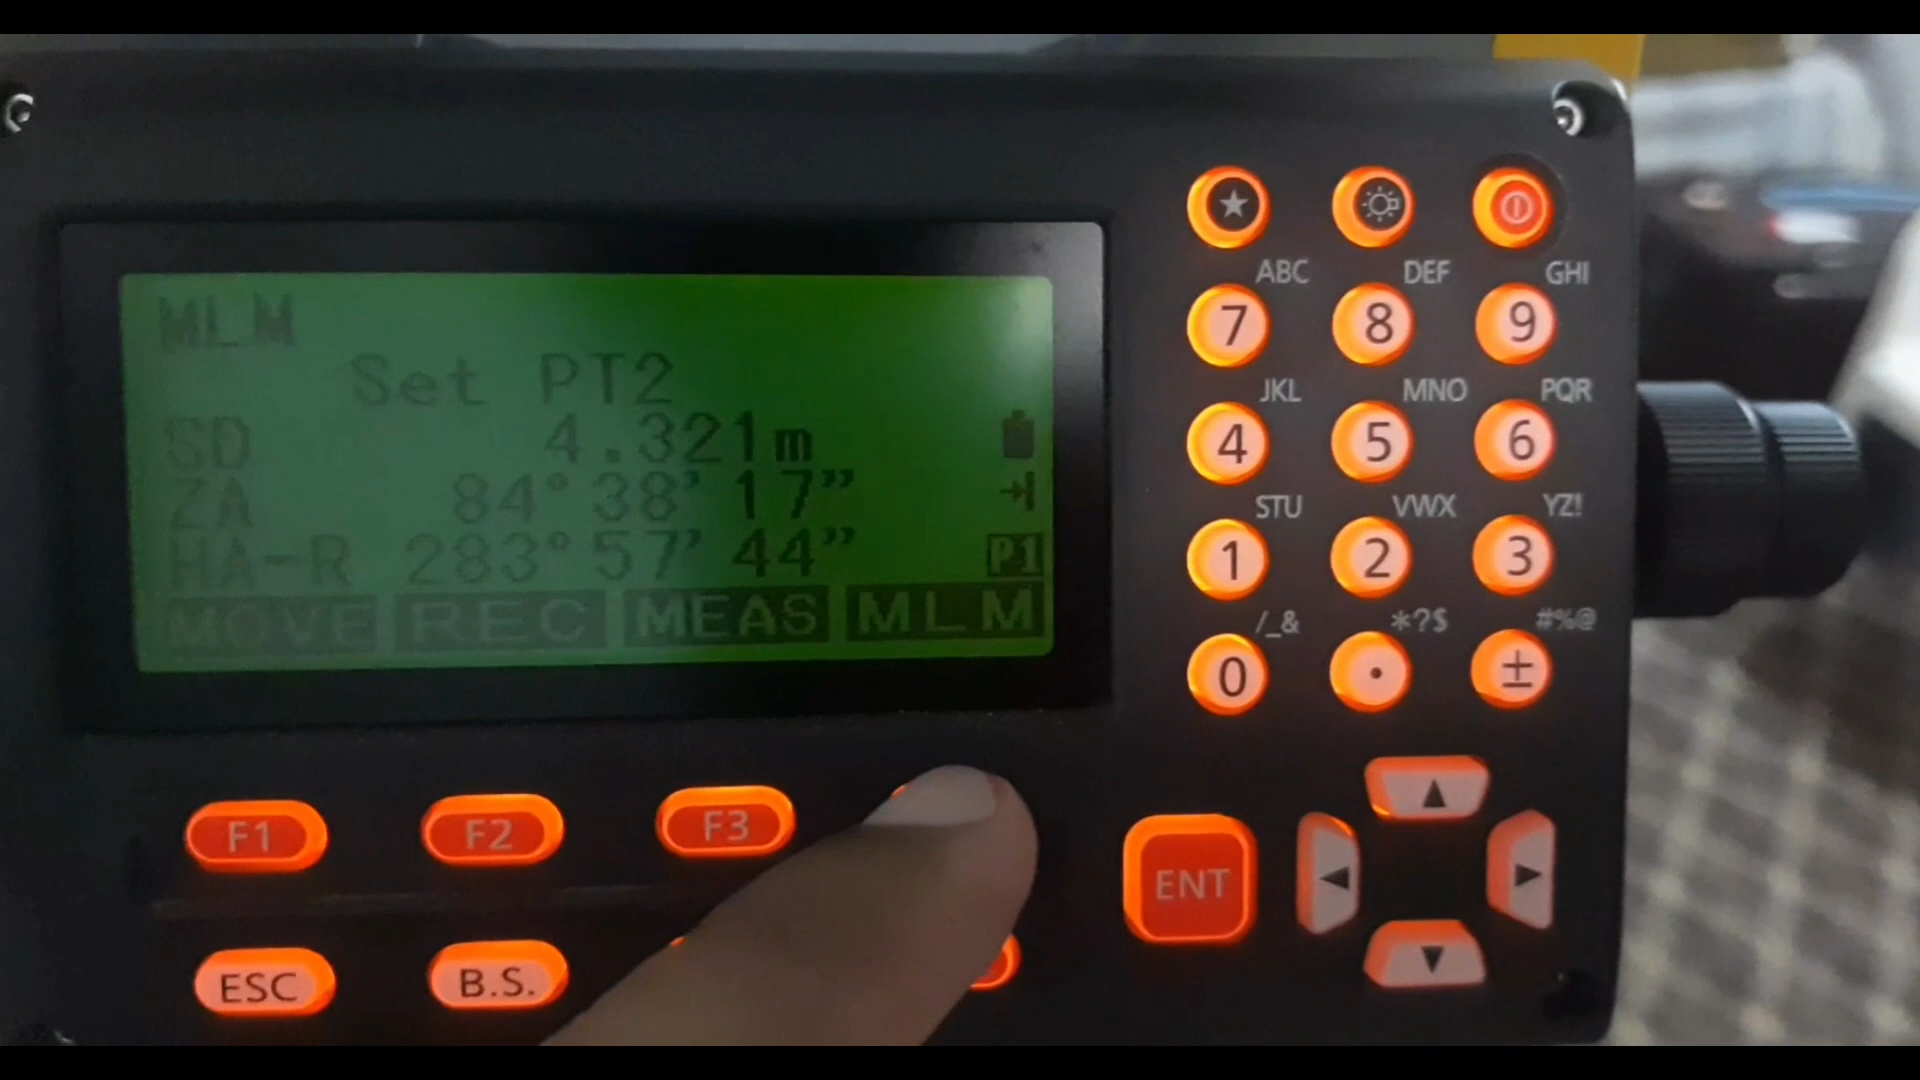 MLM
Set PT2
SD 4.321m
ZA 84°38'17"
HA-R 283°57'44"
P1
MOVE REC MEAS MLM
F1 F2 F3
ESC B.S.
ABC DEF GHI
7 8 9
JKL MNO PQR
4 5 6
STU VWX YZ!
1 2 3
/_& *?$ #%@
0 . ±
ENT